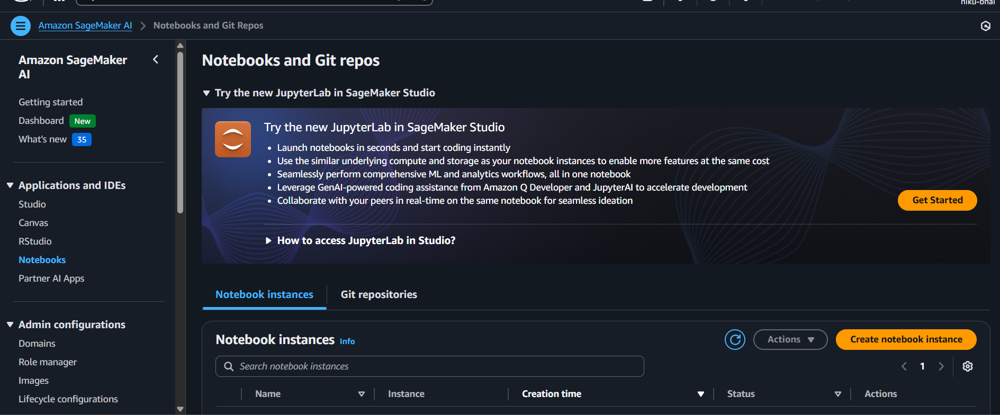 niku-bhai
Amazon SageMaker AI > Notebooks and Git Repos
Amazon SageMaker
AI
Getting started
Dashboard New
What's new 35
Applications and IDEs
Studio
Canvas
RStudio
Notebooks
Partner AI Apps
Admin configurations
Domains
Role manager
Images
Lifecycle configurations
Notebooks and Git repos
Try the new JupyterLab in SageMaker Studio
Try the new JupyterLab in SageMaker Studio
• Launch notebooks in seconds and start coding instantly
• Use the similar underlying compute and storage as your notebook instances to enable more features at the same cost
• Seamlessly perform comprehensive ML and analytics workflows, all in one notebook
• Leverage GenAI-powered coding assistance from Amazon Q Developer and JupyterAI to accelerate development
• Collaborate with your peers in real-time on the same notebook for seamless ideation
Get Started
How to access JupyterLab in Studio?
Notebook instances Git repositories
Notebook instances Info
Actions
Create notebook instance
Search notebook instances
1
Name Instance Creation time Status Actions